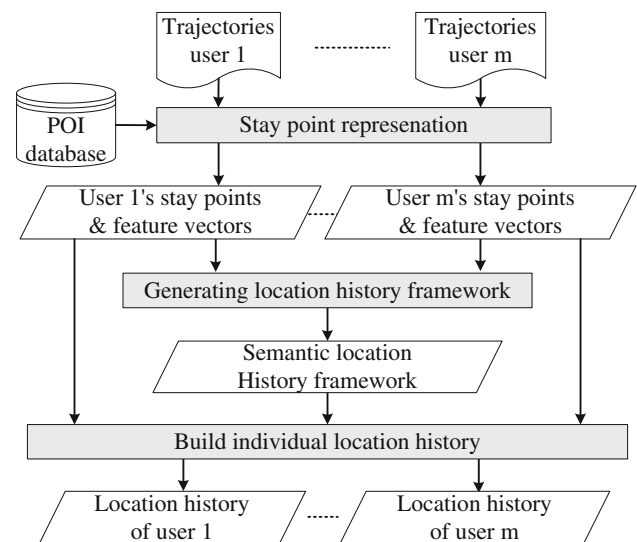 Trajectories
user 1
Trajectories
user m
POI
database
Stay point represenation
User 1's stay points
& feature vectors
User m's stay points
& feature vectors
Generating location history framework
Semantic location
History framework
Build individual location history
Location history
of user 1
Location history
of user m